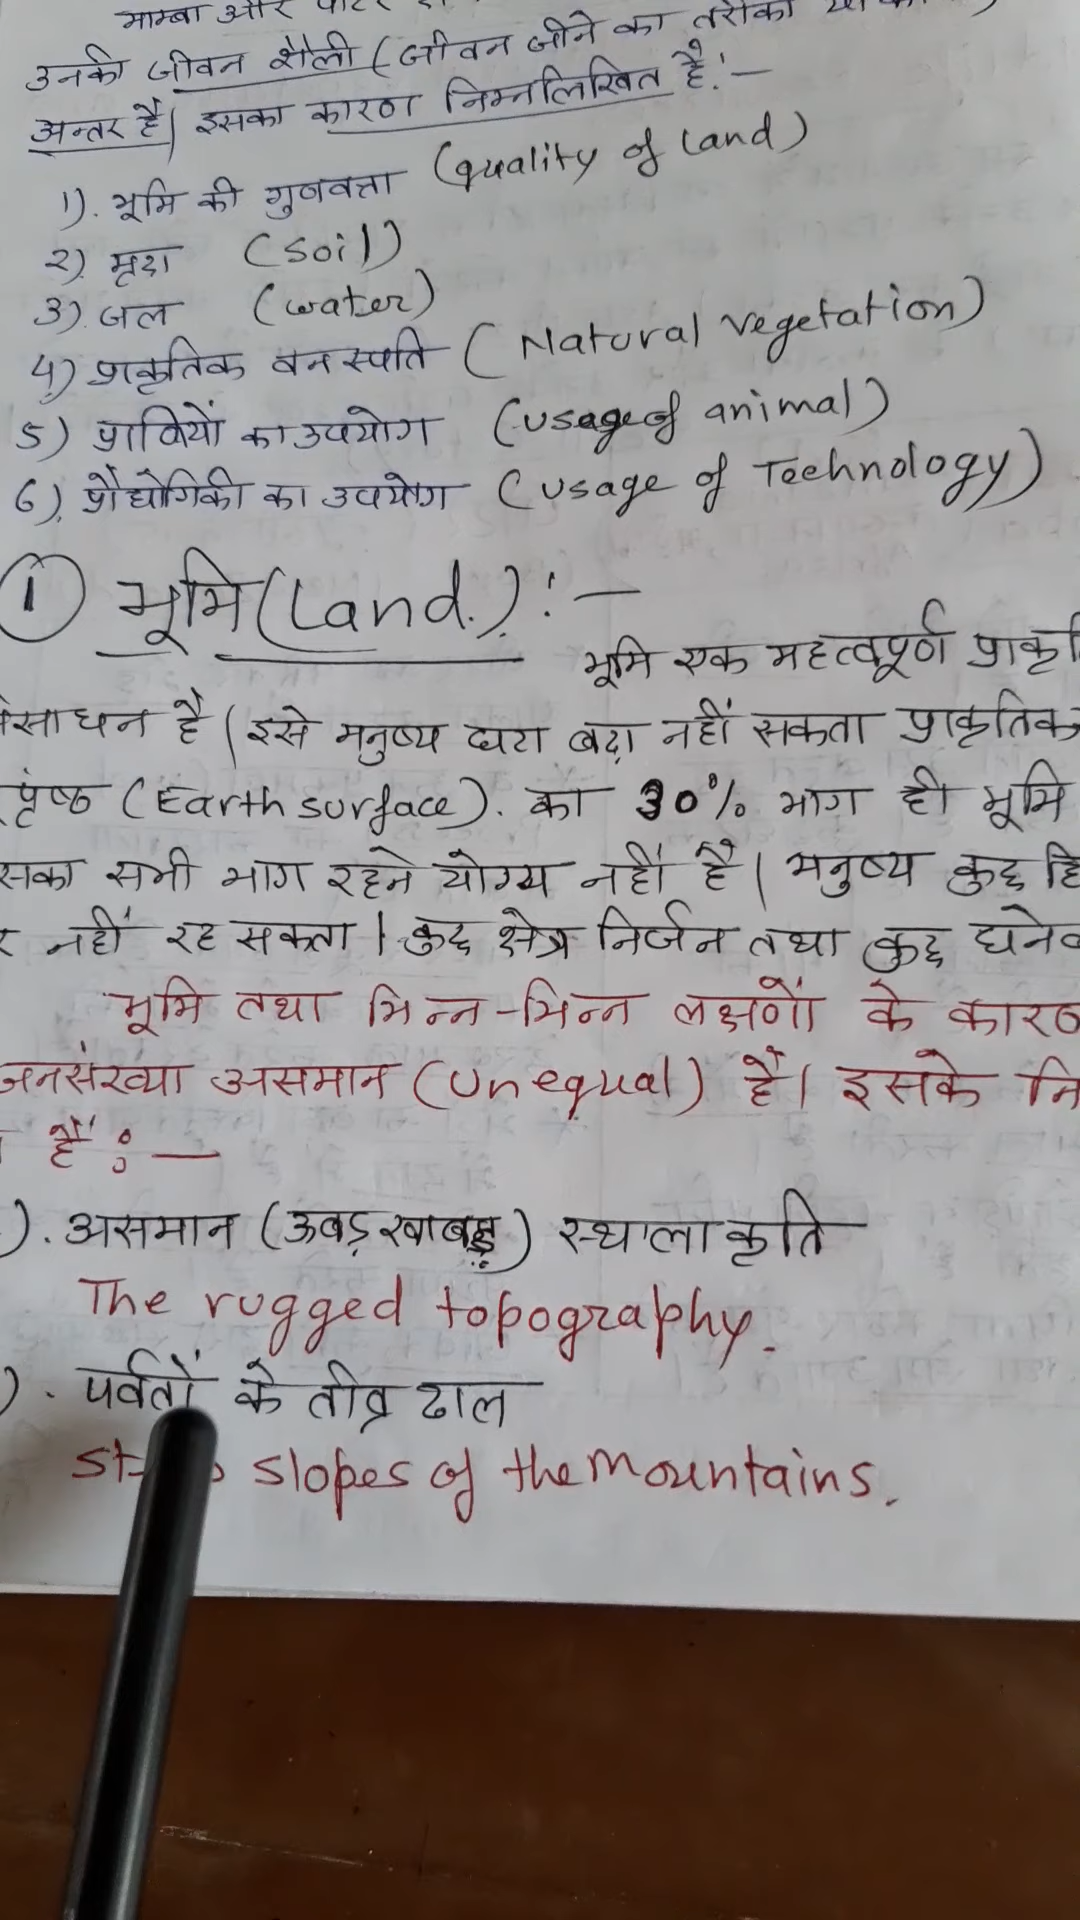 माम्बा और पीटर
उनकी जीवन शैली (जीवन जीने का तरीका
अन्तर है| इसका कारण निम्नलिखित है:-
1). भूमि की गुणवत्ता (quality of Land)
2) मृदा (Soil)
3). जल (water)
4) प्राकृतिक वनस्पति (Natural vegetation)
5) प्राणियों का उपयोग (usage of animal)
6). प्रौद्योगिकी का उपयोग (usage of Technology)
1 भूमि (Land.):-
भूमि एक महत्वपूर्ण प्राकृ
संसाधन है| इसे मनुष्य घटा बढ़ा नहीं सकता प्राकृतिक
पृष्ठ (Earth surface). का 30% भाग ही भूमि
सका सभी भाग रहने योग्य नहीं है| मनुष्य कुछ हि
र नहीं रह सकता| कुछ क्षेत्र निर्जन तथा कुछ घने
भूमि तथा भिन्न-भिन्न लक्षणों के कारण
जनसंख्या असमान (Unequal) है| इसके नि
हैं:-
). असमान (ऊबड़ खाबड़) स्थालाकृति
The rugged topography.
). पर्वतों के तीव्र ढाल
slopes of the mountains.